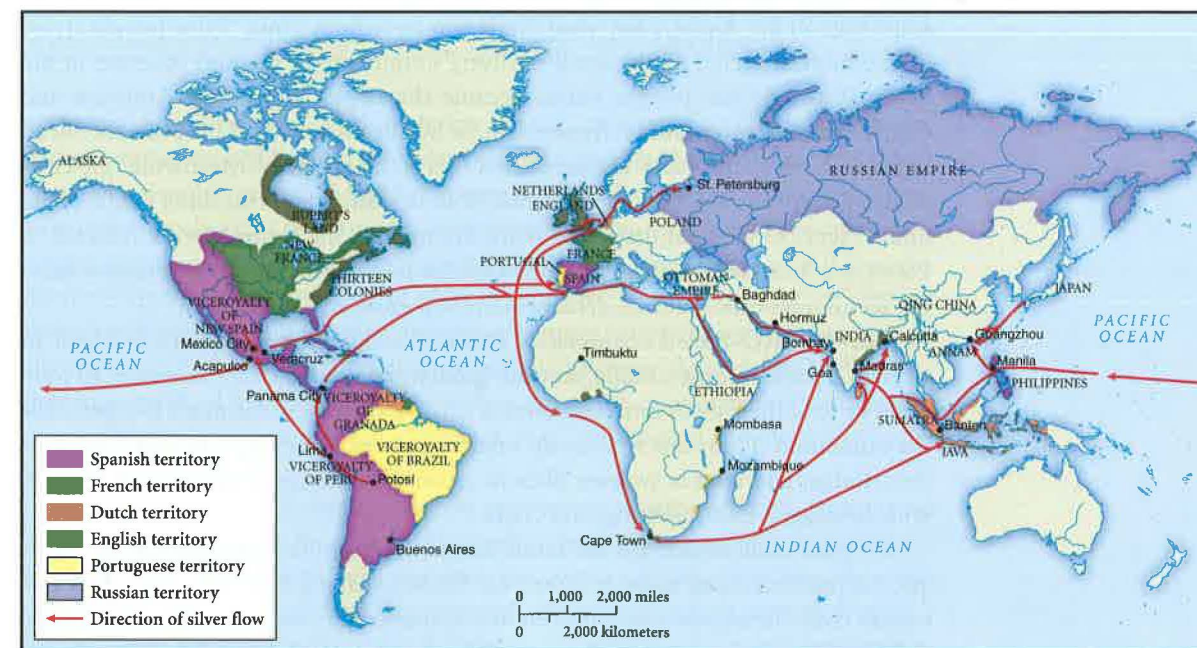 ALASKA
RUPERT'S
LAND
NEW
FRANCE
THIRTEEN
COLONIES
VICEROYALTY
OF
NEW SPAIN
Mexico City
Acapulco
Veracruz
PACIFIC
OCEAN
ATLANTIC
OCEAN
Panama City
VICEROYALTY
OF
GRANADA
Lima
VICEROYALTY
OF PERU
VICEROYALTY
OF BRAZIL
Potosí
Buenos Aires
NETHERLANDS
ENGLAND
St. Petersburg
POLAND
RUSSIAN EMPIRE
FRANCE
PORTUGAL
SPAIN
OTTOMAN
EMPIRE
Baghdad
Hormuz
Timbuktu
ETHIOPIA
Mombasa
Mozambique
Cape Town
INDIAN OCEAN
Bombay
Goa
INDIA
Calcutta
Madras
QING CHINA
JAPAN
Guangzhou
ANNAM
Manila
PHILIPPINES
SUMATRA
Banten
JAVA
PACIFIC
OCEAN
Spanish territory
French territory
Dutch territory
English territory
Portuguese territory
Russian territory
Direction of silver flow
0 1,000 2,000 miles
0 2,000 kilometers